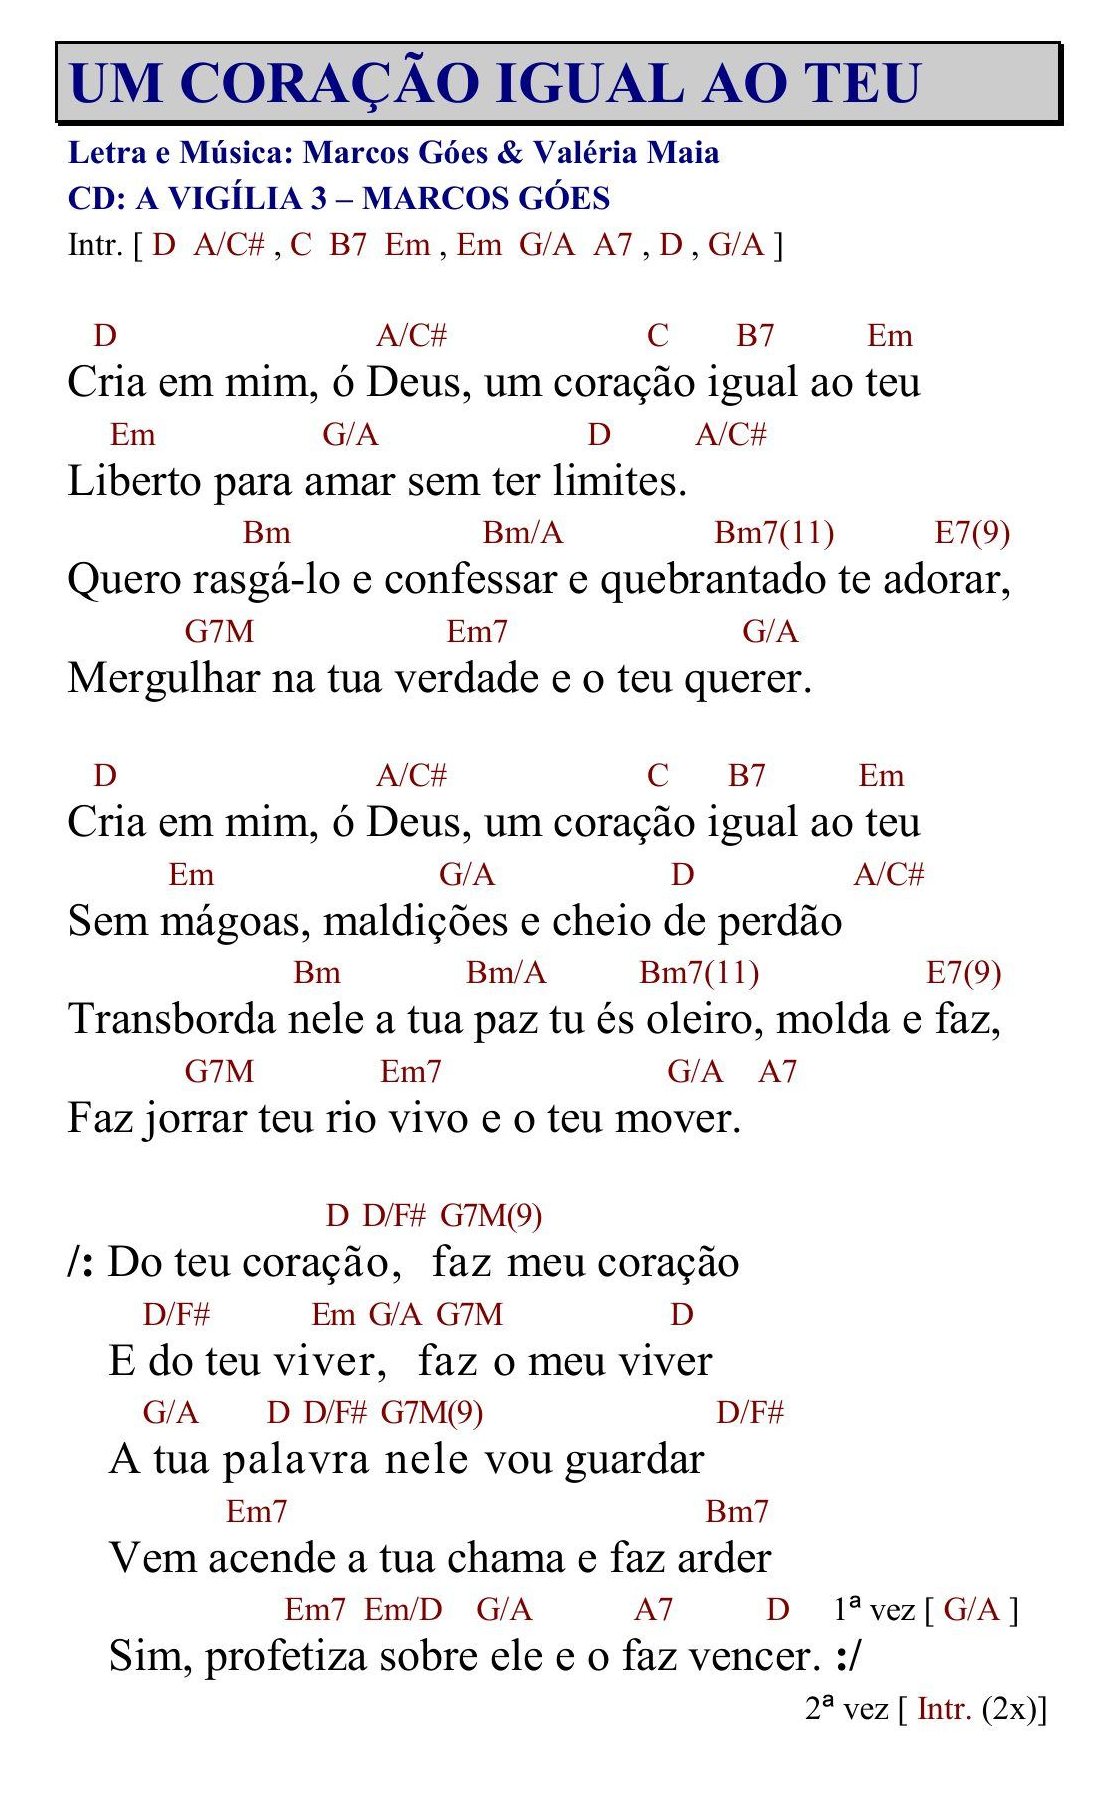 UM CORAÇÃO IGUAL AO TEU
Letra e Música: Marcos Góes & Valéria Maia
CD: A VIGÍLIA 3 – MARCOS GÓES
Intr. [ D A/C# , C B7 Em , Em G/A A7 , D , G/A ]
D A/C# C B7 Em
Cria em mim, ó Deus, um coração igual ao teu
Em G/A D A/C#
Liberto para amar sem ter limites.
Bm Bm/A Bm7(11) E7(9)
Quero rasgá-lo e confessar e quebrantado te adorar,
G7M Em7 G/A
Mergulhar na tua verdade e o teu querer.
D A/C# C B7 Em
Cria em mim, ó Deus, um coração igual ao teu
Em G/A D A/C#
Sem mágoas, maldições e cheio de perdão
Bm Bm/A Bm7(11) E7(9)
Transborda nele a tua paz tu és oleiro, molda e faz,
G7M Em7 G/A A7
Faz jorrar teu rio vivo e o teu mover.
D D/F# G7M(9)
/: Do teu coração, faz meu coração
D/F# Em G/A G7M D
E do teu viver, faz o meu viver
G/A D D/F# G7M(9) D/F#
A tua palavra nele vou guardar
Em7 Bm7
Vem acende a tua chama e faz arder
Em7 Em/D G/A A7 D 1ª vez [ G/A ]
Sim, profetiza sobre ele e o faz vencer. :/
2ª vez [ Intr. (2x)]